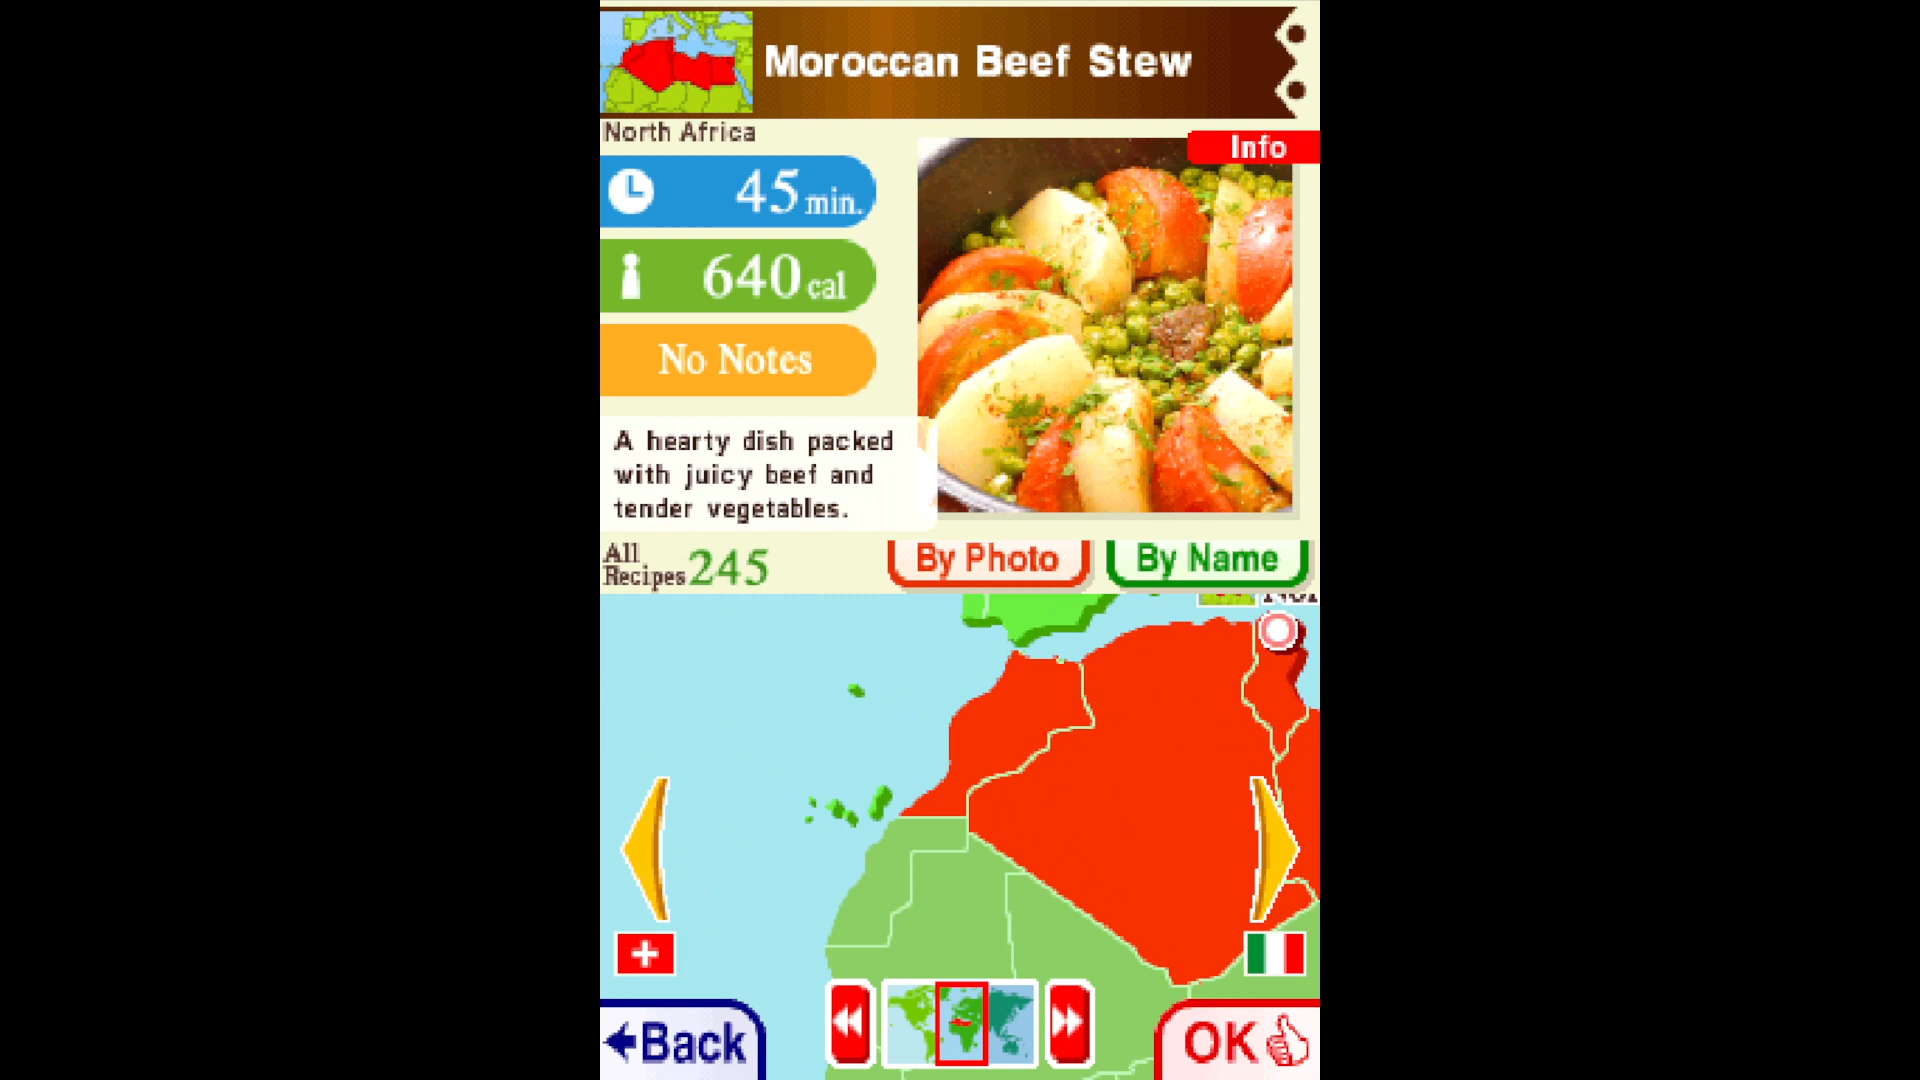 Moroccan Beef Stew
North Africa
Info
45 min.
640 cal
No Notes
A hearty dish packed
with juicy beef and
tender vegetables.
All
Recipes 245
By Photo
By Name
Back
OK